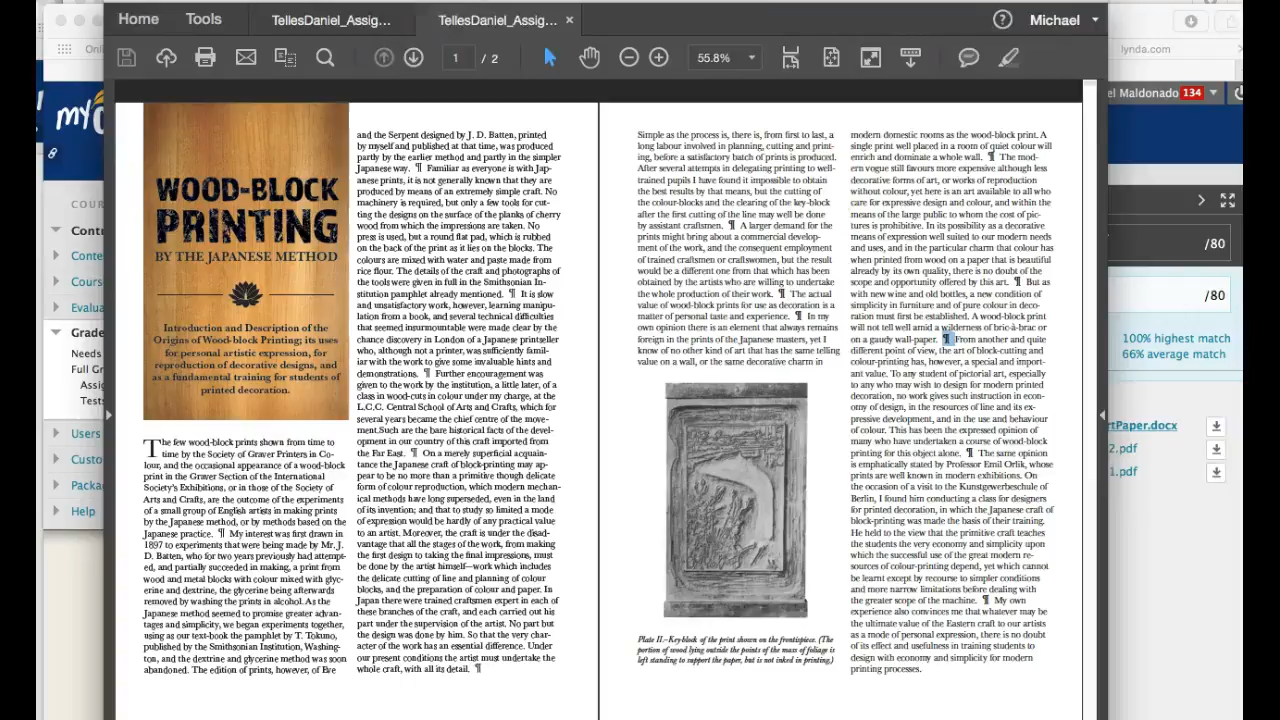 Home
Tools
TellesDaniel_Assig...
TellesDaniel_Assig...
Michael
1 / 2
55.8%
lynda.com
Onl
my
el Maldonado 134
COUR
Contr
Conte
Cours
Evalua
Grade
Needs
Full Gr
Assig
Tests
Users
Custo
Packa
Help
/80
/80
100% highest match
66% average match
rtPaper.docx
2.pdf
1.pdf
WOOD-BLOCK
PRINTING
BY THE JAPANESE METHOD
Introduction and Description of the
Origins of Wood-block Printing; its uses
for personal artistic expression, for
reproduction of decorative designs, and
as a fundamental training for students of
printed decoration.
The few wood-block prints shown from time to
time by the Society of Graver Printers in Co-
lour, and the occasional appearance of a wood-block
print in the Graver Section of the International
Society's Exhibitions, or in those of the Society of
Arts and Crafts, are the outcome of the experiments
of a small group of English artists in making prints
by the Japanese method, or by methods based on the
Japanese practice. ¶ My interest was first drawn in
1897 to experiments that were being made by Mr. J.
D. Batten, who for two years previously had attempt-
ed, and partially succeeded in making, a print from
wood and metal blocks with colour mixed with glyc-
erine and dextrine, the glycerine being afterwards
removed by washing the prints in alcohol. As the
Japanese method seemed to promise greater advan-
tages and simplicity, we began experiments together,
using as our text-book the pamphlet by T. Tokuno,
published by the Smithsonian Institution, Washing-
ton, and the dextrine and glycerine method was soon
abandoned. The edition of prints, however, of Eve
and the Serpent designed by J. D. Batten, printed
by myself and published at that time, was produced
partly by the earlier method and partly in the simpler
Japanese way. ¶ Familiar as everyone is with Jap-
anese prints, it is not generally known that they are
produced by means of an extremely simple craft. No
machinery is required, but only a few tools for cut-
ting the designs on the surface of the planks of cherry
wood from which the impressions are taken. No
press is used, but a round flat pad, which is rubbed
on the back of the print as it lies on the blocks. The
colours are mixed with water and paste made from
rice flour. The details of the craft and photographs of
the tools were given in full in the Smithsonian In-
stitution pamphlet already mentioned. ¶ It is slow
and unsatisfactory work, however, learning manipu-
lation from a book, and several technical difficulties
that seemed insurmountable were made clear by the
chance discovery in London of a Japanese printseller
who, although not a printer, was sufficiently famil-
iar with the work to give some invaluable hints and
demonstrations. ¶ Further encouragement was
given to the work by the institution, a little later, of a
class in wood-cuts in colour under my charge, at the
L.C.C. Central School of Arts and Crafts, which for
several years became the chief centre of the move-
ment.Such are the bare historical facts of the devel-
opment in our country of this craft imported from
the Far East. ¶ On a merely superficial acquain-
tance the Japanese craft of block-printing may ap-
pear to be no more than a primitive though delicate
form of colour reproduction, which modern mechan-
ical methods have long superseded, even in the land
of its invention; and that to study so limited a mode
of expression would be hardly of any practical value
to an artist. Moreover, the craft is under the disad-
vantage that all the stages of the work, from making
the first design to taking the final impressions, must
be done by the artist himself—work which includes
the delicate cutting of line and planning of colour
blocks, and the preparation of colour and paper. In
Japan there were trained craftsmen expert in each of
these branches of the craft, and each carried out his
part under the supervision of the artist. No part but
the design was done by him. So that the very char-
acter of the work has an essential difference. Under
our present conditions the artist must undertake the
whole craft, with all its detail. ¶
Simple as the process is, there is, from first to last, a
long labour involved in planning, cutting and print-
ing, before a satisfactory batch of prints is produced.
After several attempts in delegating printing to well-
trained pupils I have found it impossible to obtain
the best results by that means, but the cutting of
the colour-blocks and the clearing of the key-block
after the first cutting of the line may well be done
by assistant craftsmen. ¶ A larger demand for the
prints might bring about a commercial develop-
ment of the work, and the consequent employment
of trained craftsmen or craftswomen, but the result
would be a different one from that which has been
obtained by the artists who are willing to undertake
the whole production of their work. ¶ The actual
value of wood-block prints for use as decoration is a
matter of personal taste and experience. ¶ In my
own opinion there is an element that always remains
foreign in the prints of the Japanese masters, yet I
know of no other kind of art that has the same telling
value on a wall, or the same decorative charm in
Plate II.—Key-block of the print shown on the frontispiece. (The
portion of wood lying outside the points of the mass of foliage is
left standing to support the paper, but is not inked in printing.)
modern domestic rooms as the wood-block print. A
single print well placed in a room of quiet colour will
enrich and dominate a whole wall. ¶ The mod-
ern vogue still favours more expensive although less
decorative forms of art, or works of reproduction
without colour, yet here is an art available to all who
care for expressive design and colour, and within the
means of the large public to whom the cost of pic-
tures is prohibitive. In its possibility as a decorative
means of expression well suited to our modern needs
and uses, and in the particular charm that colour has
when printed from wood on a paper that is beautiful
already by its own quality, there is no doubt of the
scope and opportunity offered by this art. ¶ But as
with new wine and old bottles, a new condition of
simplicity in furniture and of pure colour in deco-
ration must first be established. A wood-block print
will not tell well amid a wilderness of bric-à-brac or
on a gaudy wall-paper. ¶ From another and quite
different point of view, the art of block-cutting and
colour-printing has, however, a special and import-
ant value. To any student of pictorial art, especially
to any who may wish to design for modern printed
decoration, no work gives such instruction in econ-
omy of design, in the resources of line and its ex-
pressive development, and in the use and behaviour
of colour. This has been the expressed opinion of
many who have undertaken a course of wood-block
printing for this object alone. ¶ The same opinion
is emphatically stated by Professor Emil Orlik, whose
prints are well known in modern exhibitions. On
the occasion of a visit to the Kunstgewerbeschule of
Berlin, I found him conducting a class for designers
for printed decoration, in which the Japanese craft of
block-printing was made the basis of their training.
He held to the view that the primitive craft teaches
the students the very economy and simplicity upon
which the successful use of the great modern re-
sources of colour-printing depend, yet which cannot
be learnt except by recourse to simpler conditions
and more narrow limitations before dealing with
the greater scope of the machine. ¶ My own
experience also convinces me that whatever may be
the ultimate value of the Eastern craft to our artists
as a mode of personal expression, there is no doubt
of its effect and usefulness in training students to
design with economy and simplicity for modern
printing processes.